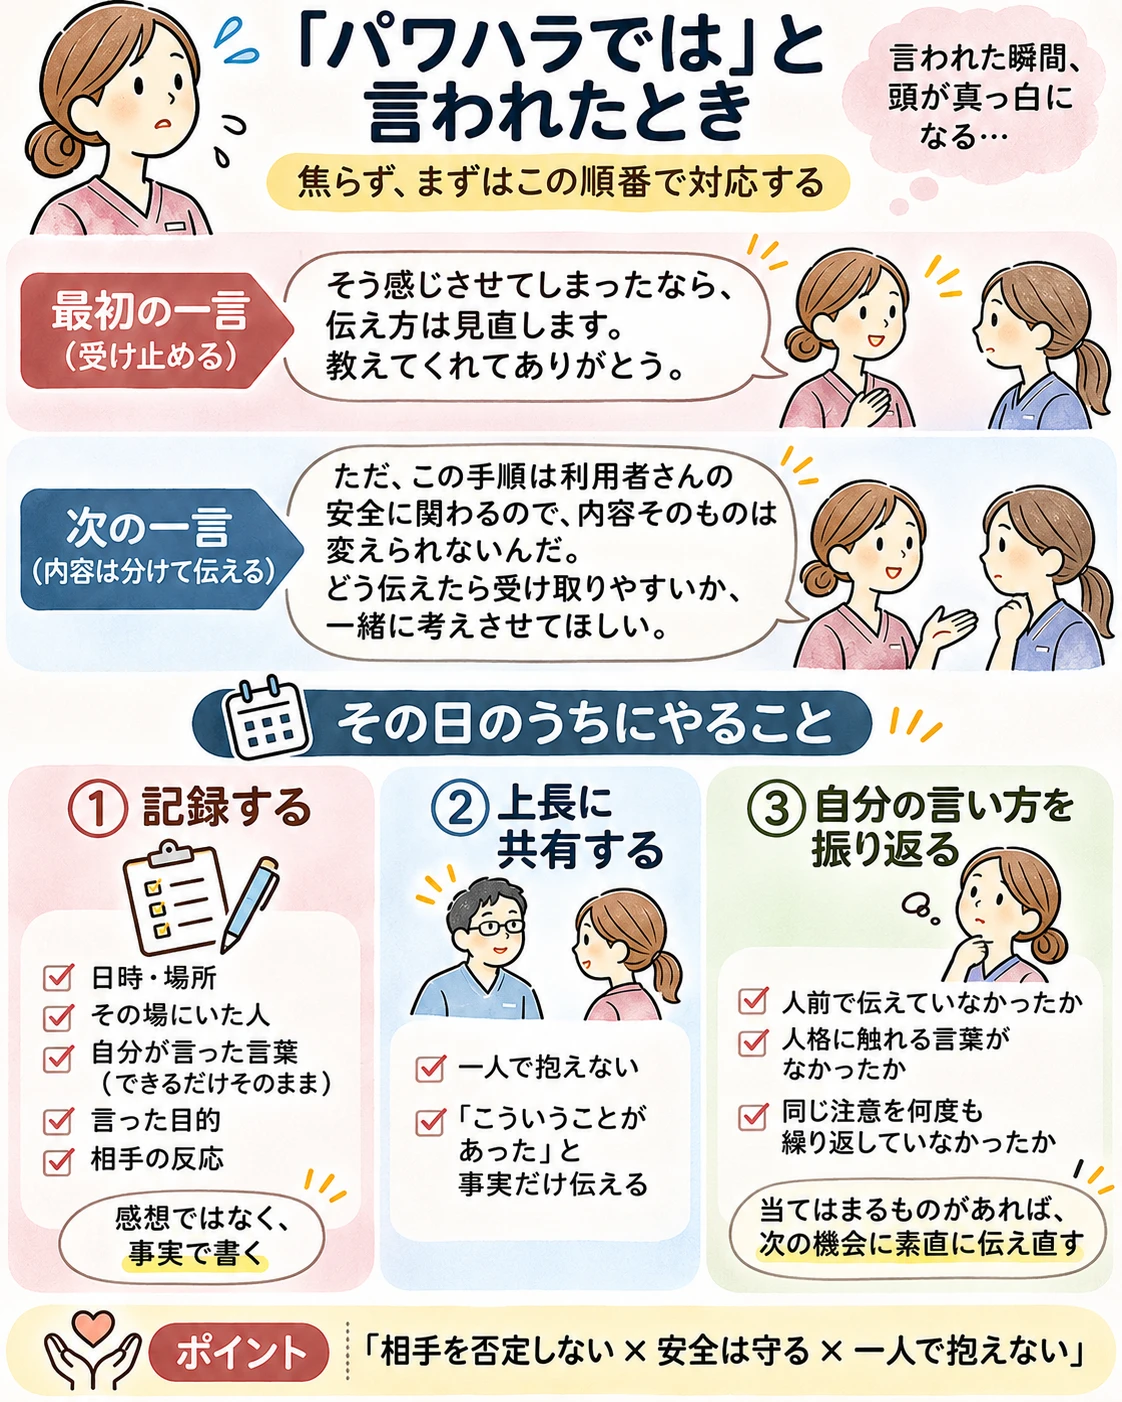 「パワハラでは」と
言われたとき
言われた瞬間、
頭が真っ白に
なる…
焦らず、まずはこの順番で対応する
最初の一言
（受け止める）
そう感じさせてしまったなら、
伝え方は見直します。
教えてくれてありがとう。
次の一言
（内容は分けて伝える）
ただ、この手順は利用者さんの
安全に関わるので、内容そのものは
変えられないんだ。
どう伝えたら受け取りやすいか、
一緒に考えさせてほしい。
その日のうちにやること
① 記録する
日時・場所
その場にいた人
自分が言った言葉
（できるだけそのまま）
言った目的
相手の反応
感想ではなく、
事実で書く
② 上長に
共有する
一人で抱えない
「こういうことが
あった」と
事実だけ伝える
③ 自分の言い方を
振り返る
人前で伝えていなかったか
人格に触れる言葉が
なかったか
同じ注意を何度も
繰り返していなかったか
当てはまるものがあれば、
次の機会に素直に伝え直す
ポイント
「相手を否定しない × 安全は守る × 一人で抱えない」